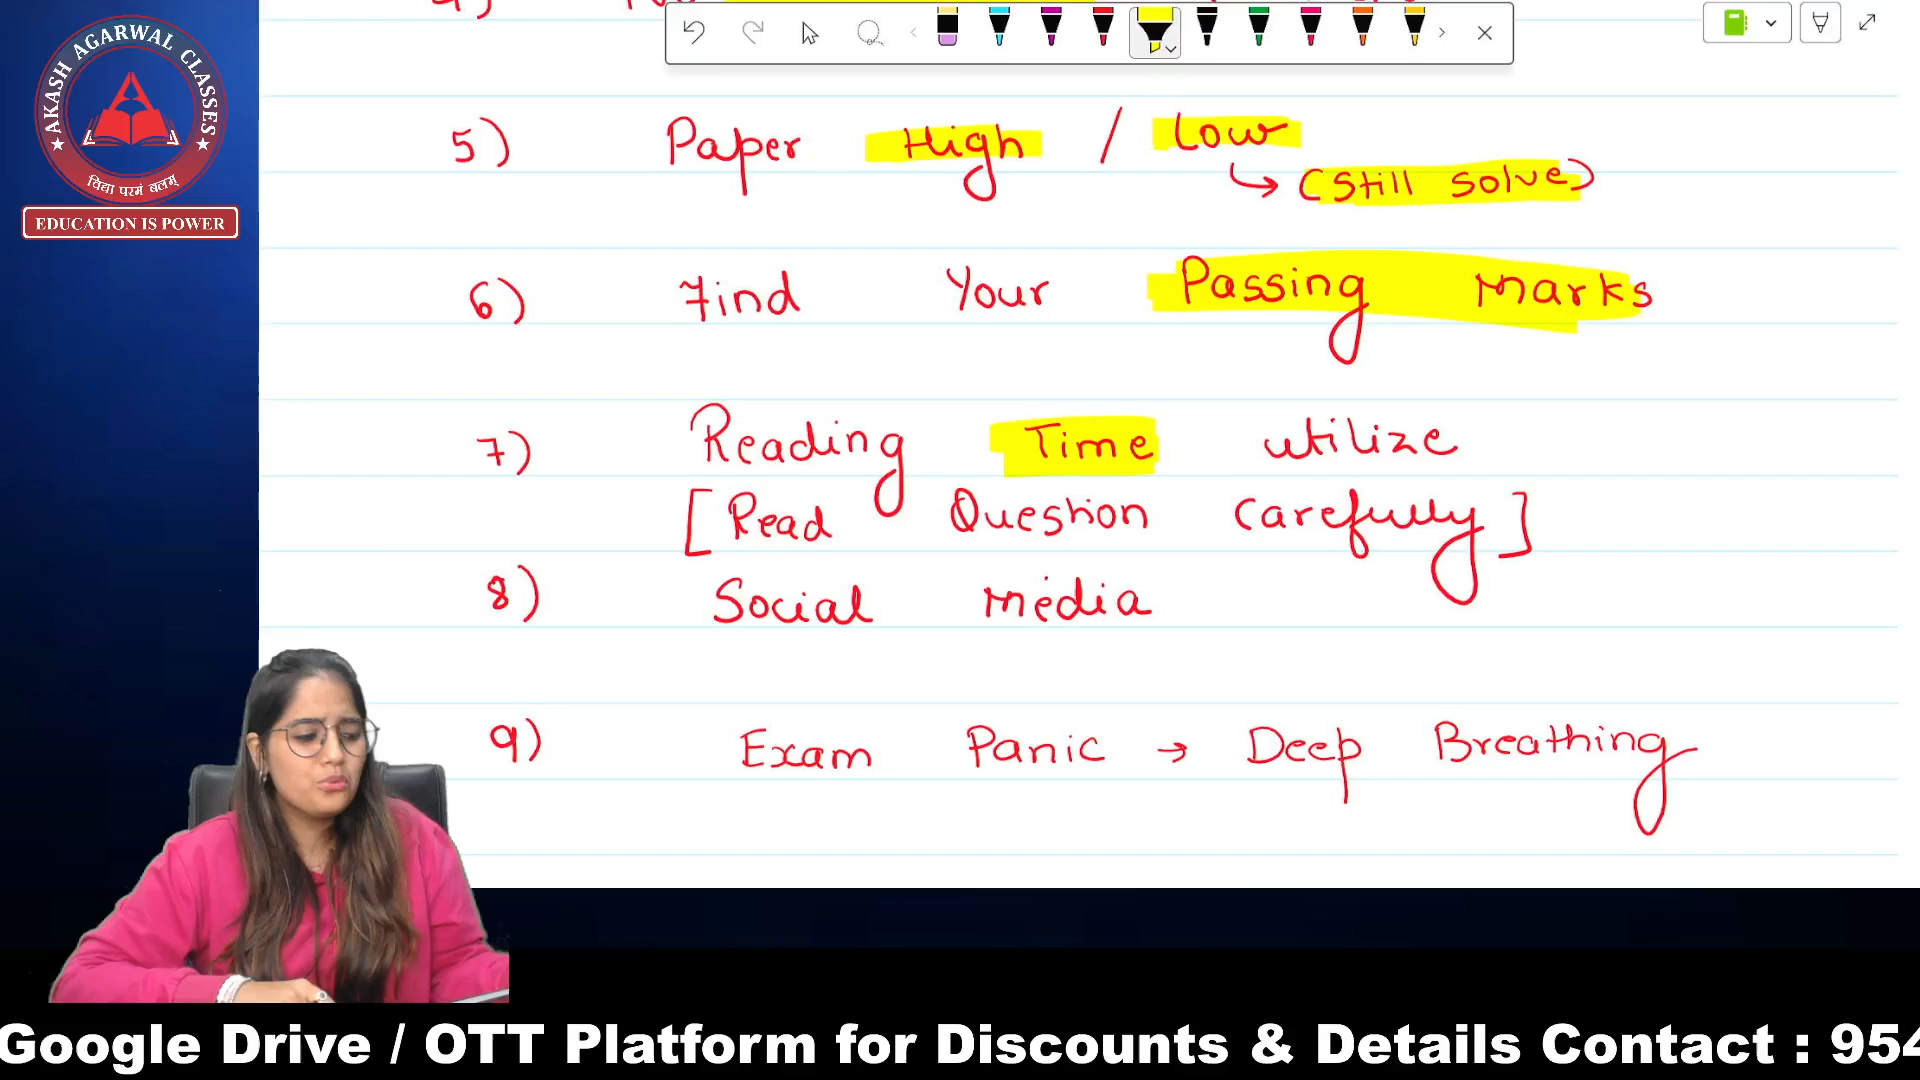 4)
AKASH AGARWAL CLASSES
विद्या परमं बलम्
EDUCATION IS POWER
5) Paper High / Low
(Still Solve)
6) Find Your Passing Marks
7) Reading Time utilize
[Read Question Carefully]
8) Social media
9) Exam Panic → Deep Breathing
Google Drive / OTT Platform for Discounts & Details Contact : 954